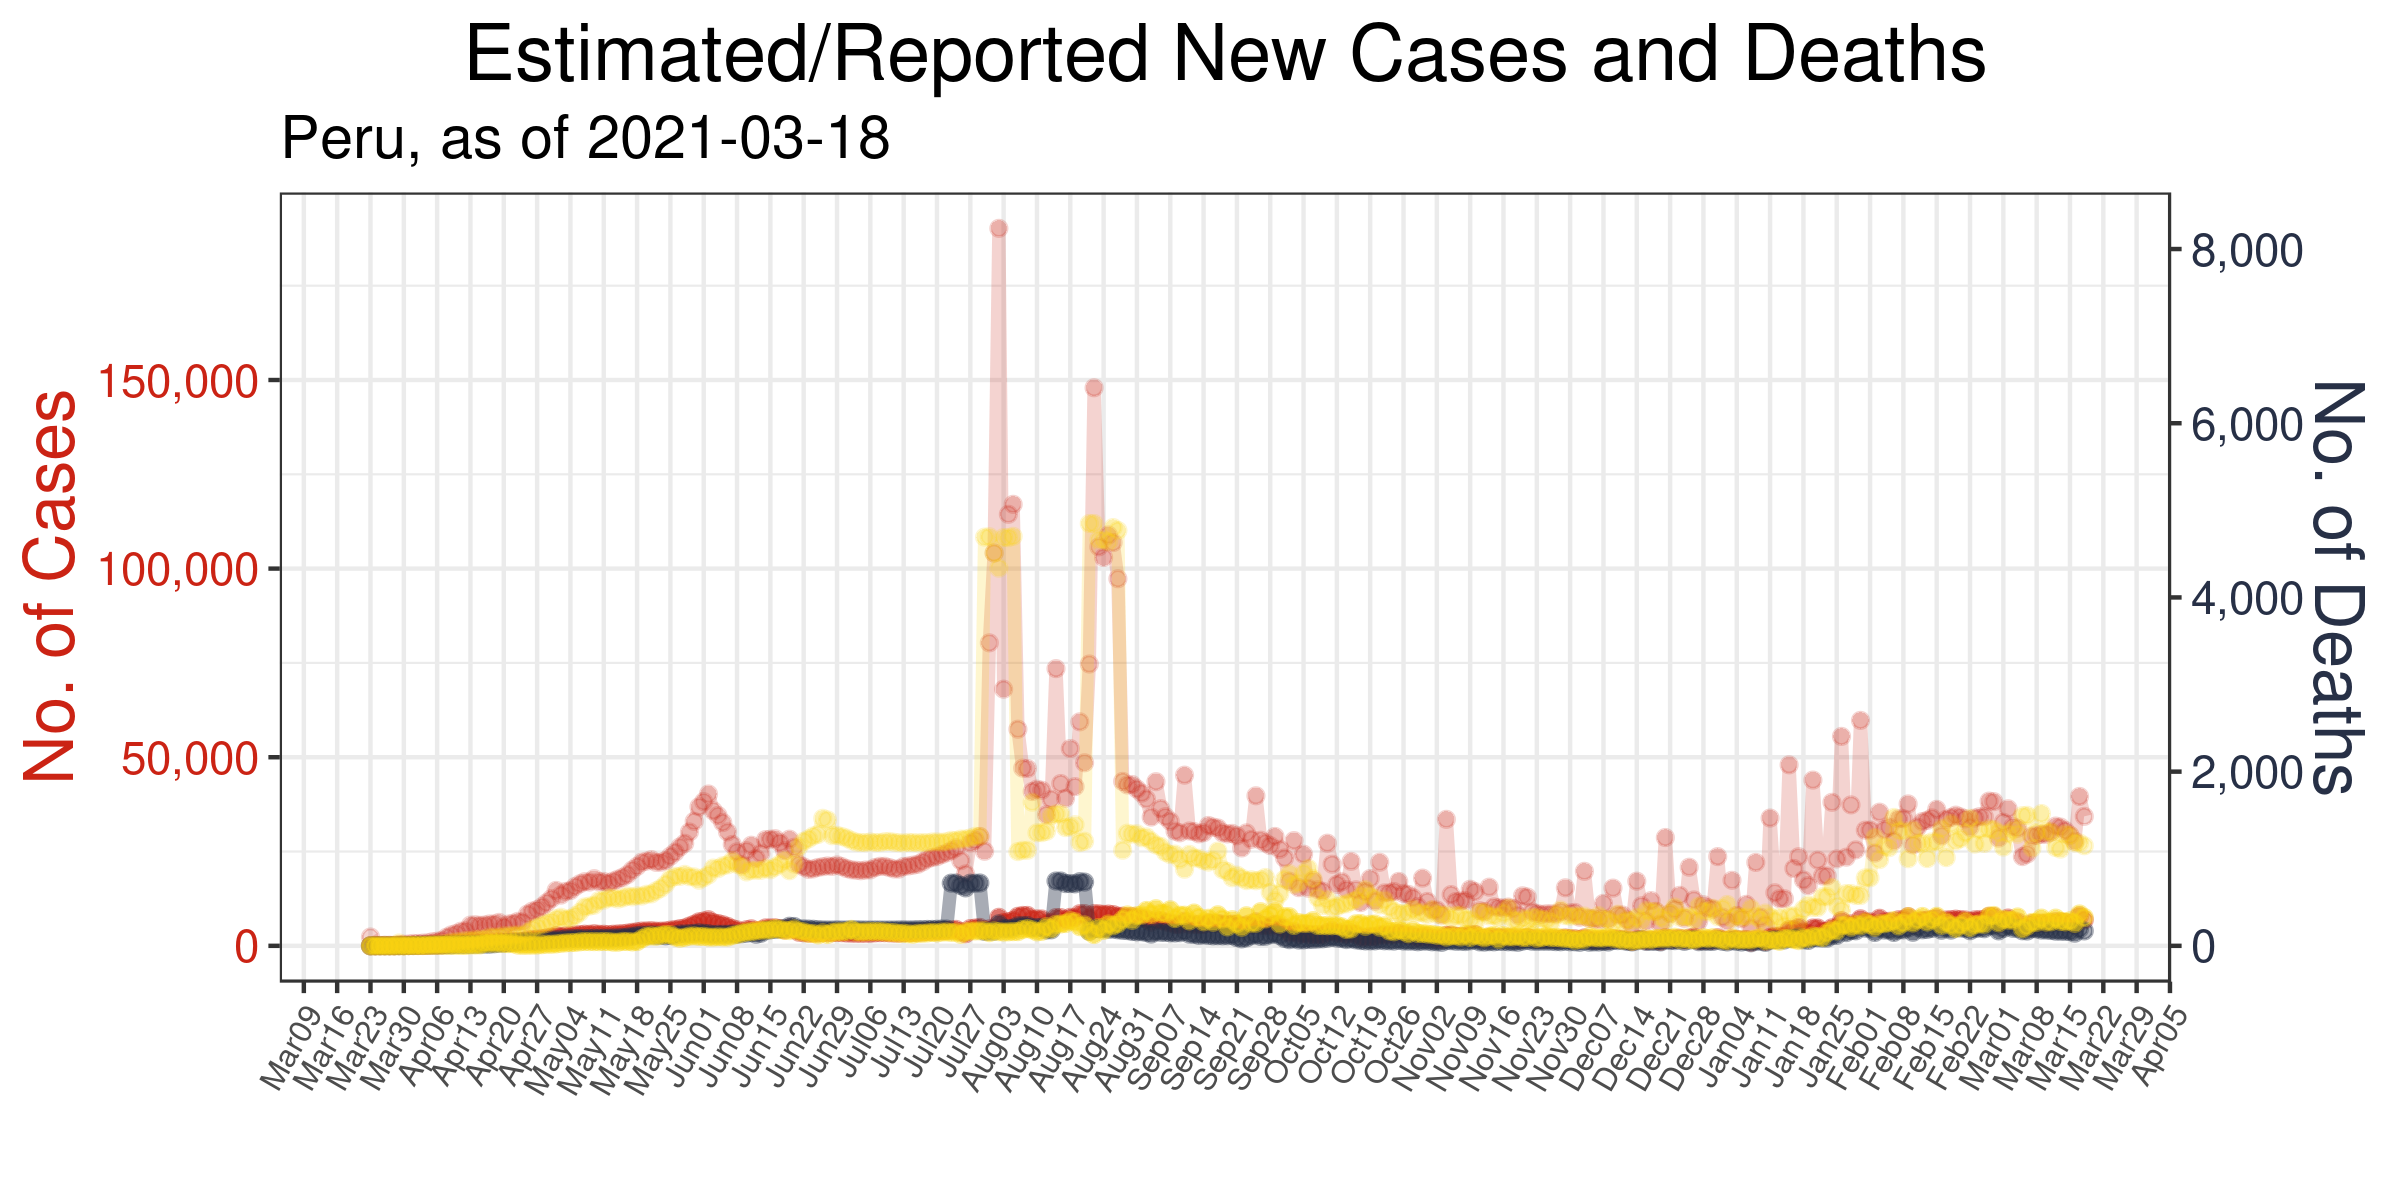 Estimated/Reported New Cases and Deaths
Peru, as of 2021-03-18
No. of Cases
150,000
100,000
50,000
0
8,000
6,000
4,000
2,000
0
No. of Deaths
Mar09
Mar16
Mar23
Mar30
Apr06
Apr13
Apr20
Apr27
May04
May11
May18
May25
Jun01
Jun08
Jun15
Jun22
Jun29
Jul06
Jul13
Jul20
Jul27
Aug03
Aug10
Aug17
Aug24
Aug31
Sep07
Sep14
Sep21
Sep28
Oct05
Oct12
Oct19
Oct26
Nov02
Nov09
Nov16
Nov23
Nov30
Dec07
Dec14
Dec21
Dec28
Jan04
Jan11
Jan18
Jan25
Feb01
Feb08
Feb15
Feb22
Mar01
Mar08
Mar15
Mar22
Mar29
Apr05